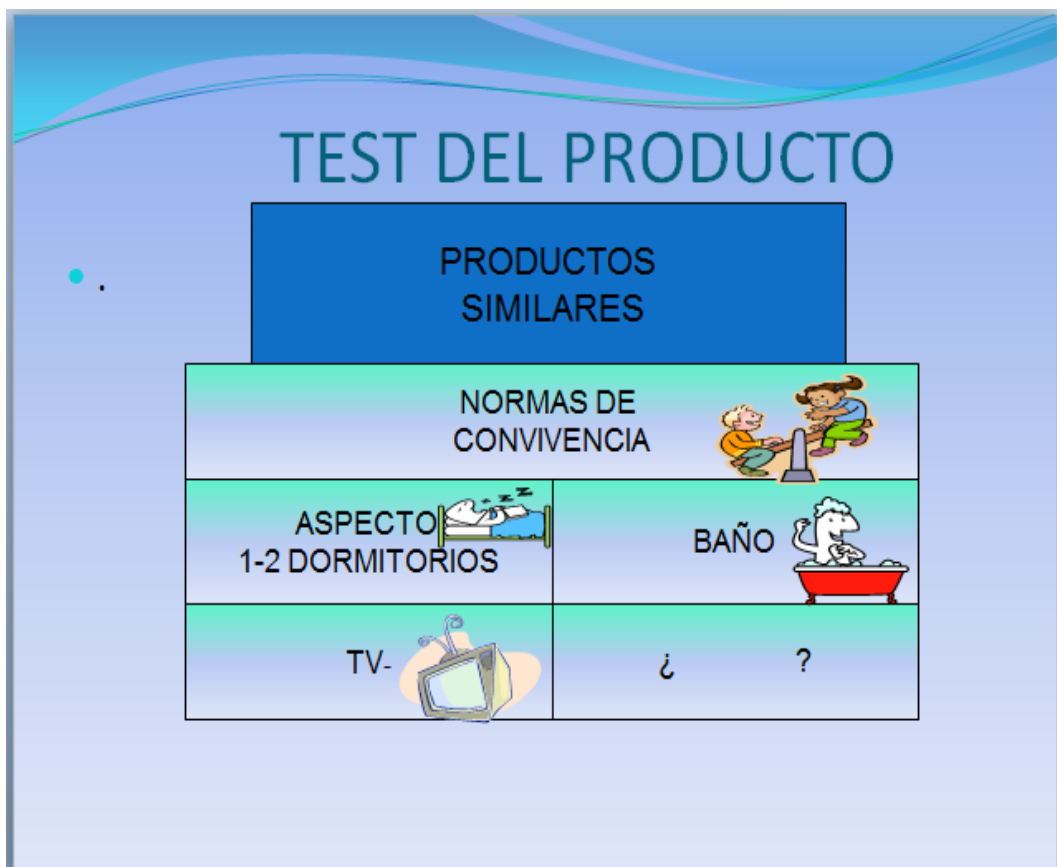 TEST DEL PRODUCTO
PRODUCTOS
SIMILARES
.
NORMAS DE
CONVIVENCIA
ASPECTO
1-2 DORMITORIOS
z z z
BAÑO
TV-
¿ ?